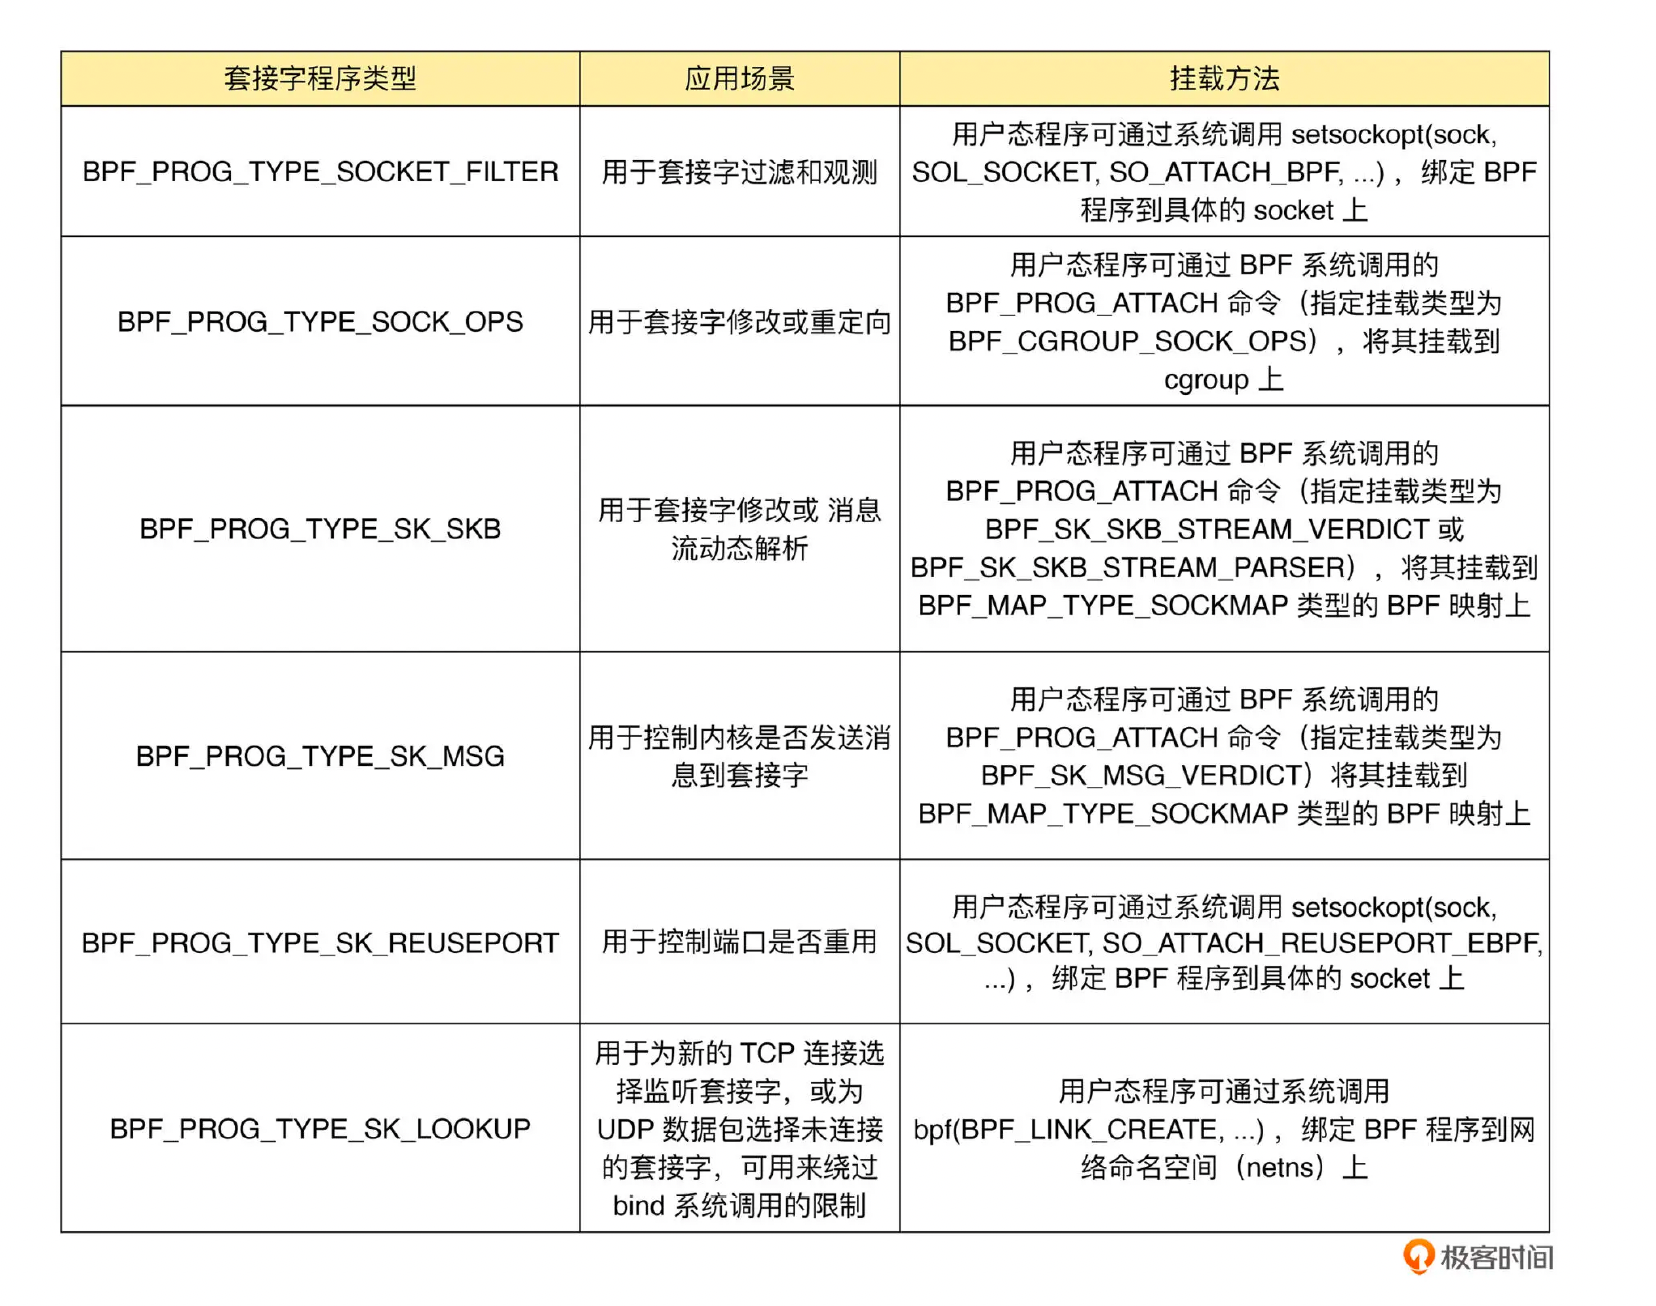 套接字程序类型
应用场景
挂载方法
BPF_PROG_TYPE_SOCKET_FILTER
用于套接字过滤和观测
用户态程序可通过系统调用 setsockopt(sock,
SOL_SOCKET, SO_ATTACH_BPF, ...) ，绑定 BPF
程序到具体的 socket 上
BPF_PROG_TYPE_SOCK_OPS
用于套接字修改或重定向
用户态程序可通过 BPF 系统调用的
BPF_PROG_ATTACH 命令（指定挂载类型为
BPF_CGROUP_SOCK_OPS），将其挂载到
cgroup 上
BPF_PROG_TYPE_SK_SKB
用于套接字修改或 消息
流动态解析
用户态程序可通过 BPF 系统调用的
BPF_PROG_ATTACH 命令（指定挂载类型为
BPF_SK_SKB_STREAM_VERDICT 或
BPF_SK_SKB_STREAM_PARSER），将其挂载到
BPF_MAP_TYPE_SOCKMAP 类型的 BPF 映射上
BPF_PROG_TYPE_SK_MSG
用于控制内核是否发送消
息到套接字
用户态程序可通过 BPF 系统调用的
BPF_PROG_ATTACH 命令（指定挂载类型为
BPF_SK_MSG_VERDICT）将其挂载到
BPF_MAP_TYPE_SOCKMAP 类型的 BPF 映射上
BPF_PROG_TYPE_SK_REUSEPORT
用于控制端口是否重用
用户态程序可通过系统调用 setsockopt(sock,
SOL_SOCKET, SO_ATTACH_REUSEPORT_EBPF,
...) ，绑定 BPF 程序到具体的 socket 上
BPF_PROG_TYPE_SK_LOOKUP
用于为新的 TCP 连接选
择监听套接字，或为
UDP 数据包选择未连接
的套接字，可用来绕过
bind 系统调用的限制
用户态程序可通过系统调用
bpf(BPF_LINK_CREATE, ...) ，绑定 BPF 程序到网
络命名空间（netns）上
极客时间